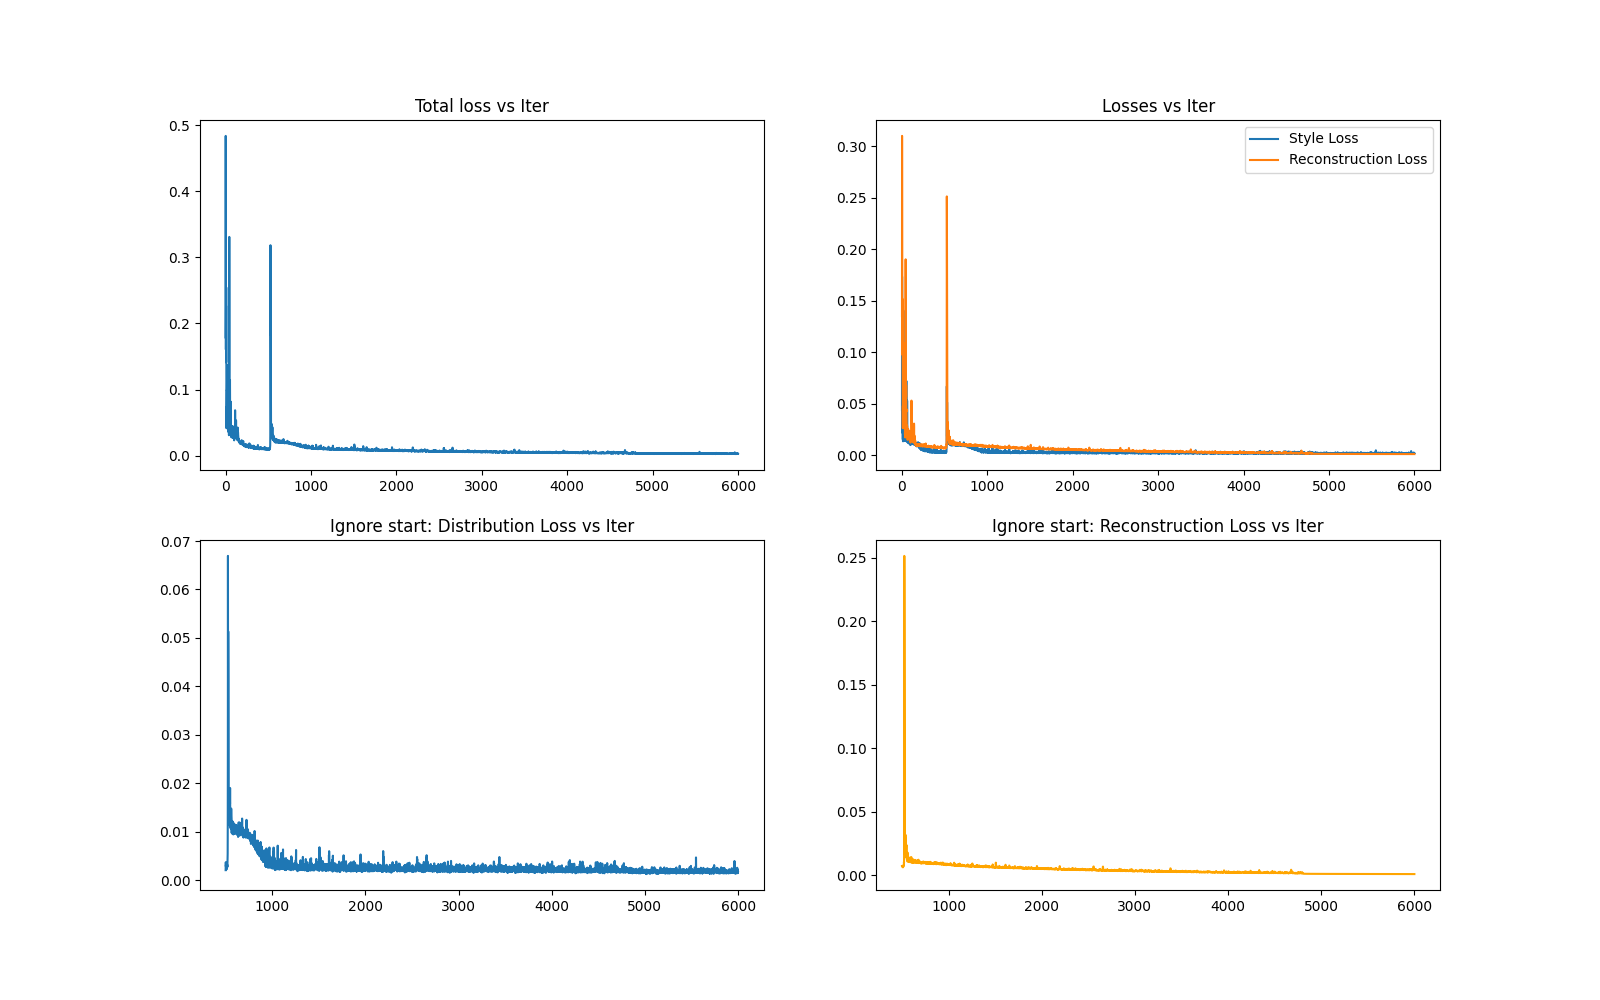 Total loss vs Iter
0.5
0.4
0.3
0.2
0.1
0.0
0 1000 2000 3000 4000 5000 6000
Losses vs Iter
Style Loss
Reconstruction Loss
0.30
0.25
0.20
0.15
0.10
0.05
0.00
0 1000 2000 3000 4000 5000 6000
Ignore start: Distribution Loss vs Iter
0.07
0.06
0.05
0.04
0.03
0.02
0.01
0.00
1000 2000 3000 4000 5000 6000
Ignore start: Reconstruction Loss vs Iter
0.25
0.20
0.15
0.10
0.05
0.00
1000 2000 3000 4000 5000 6000